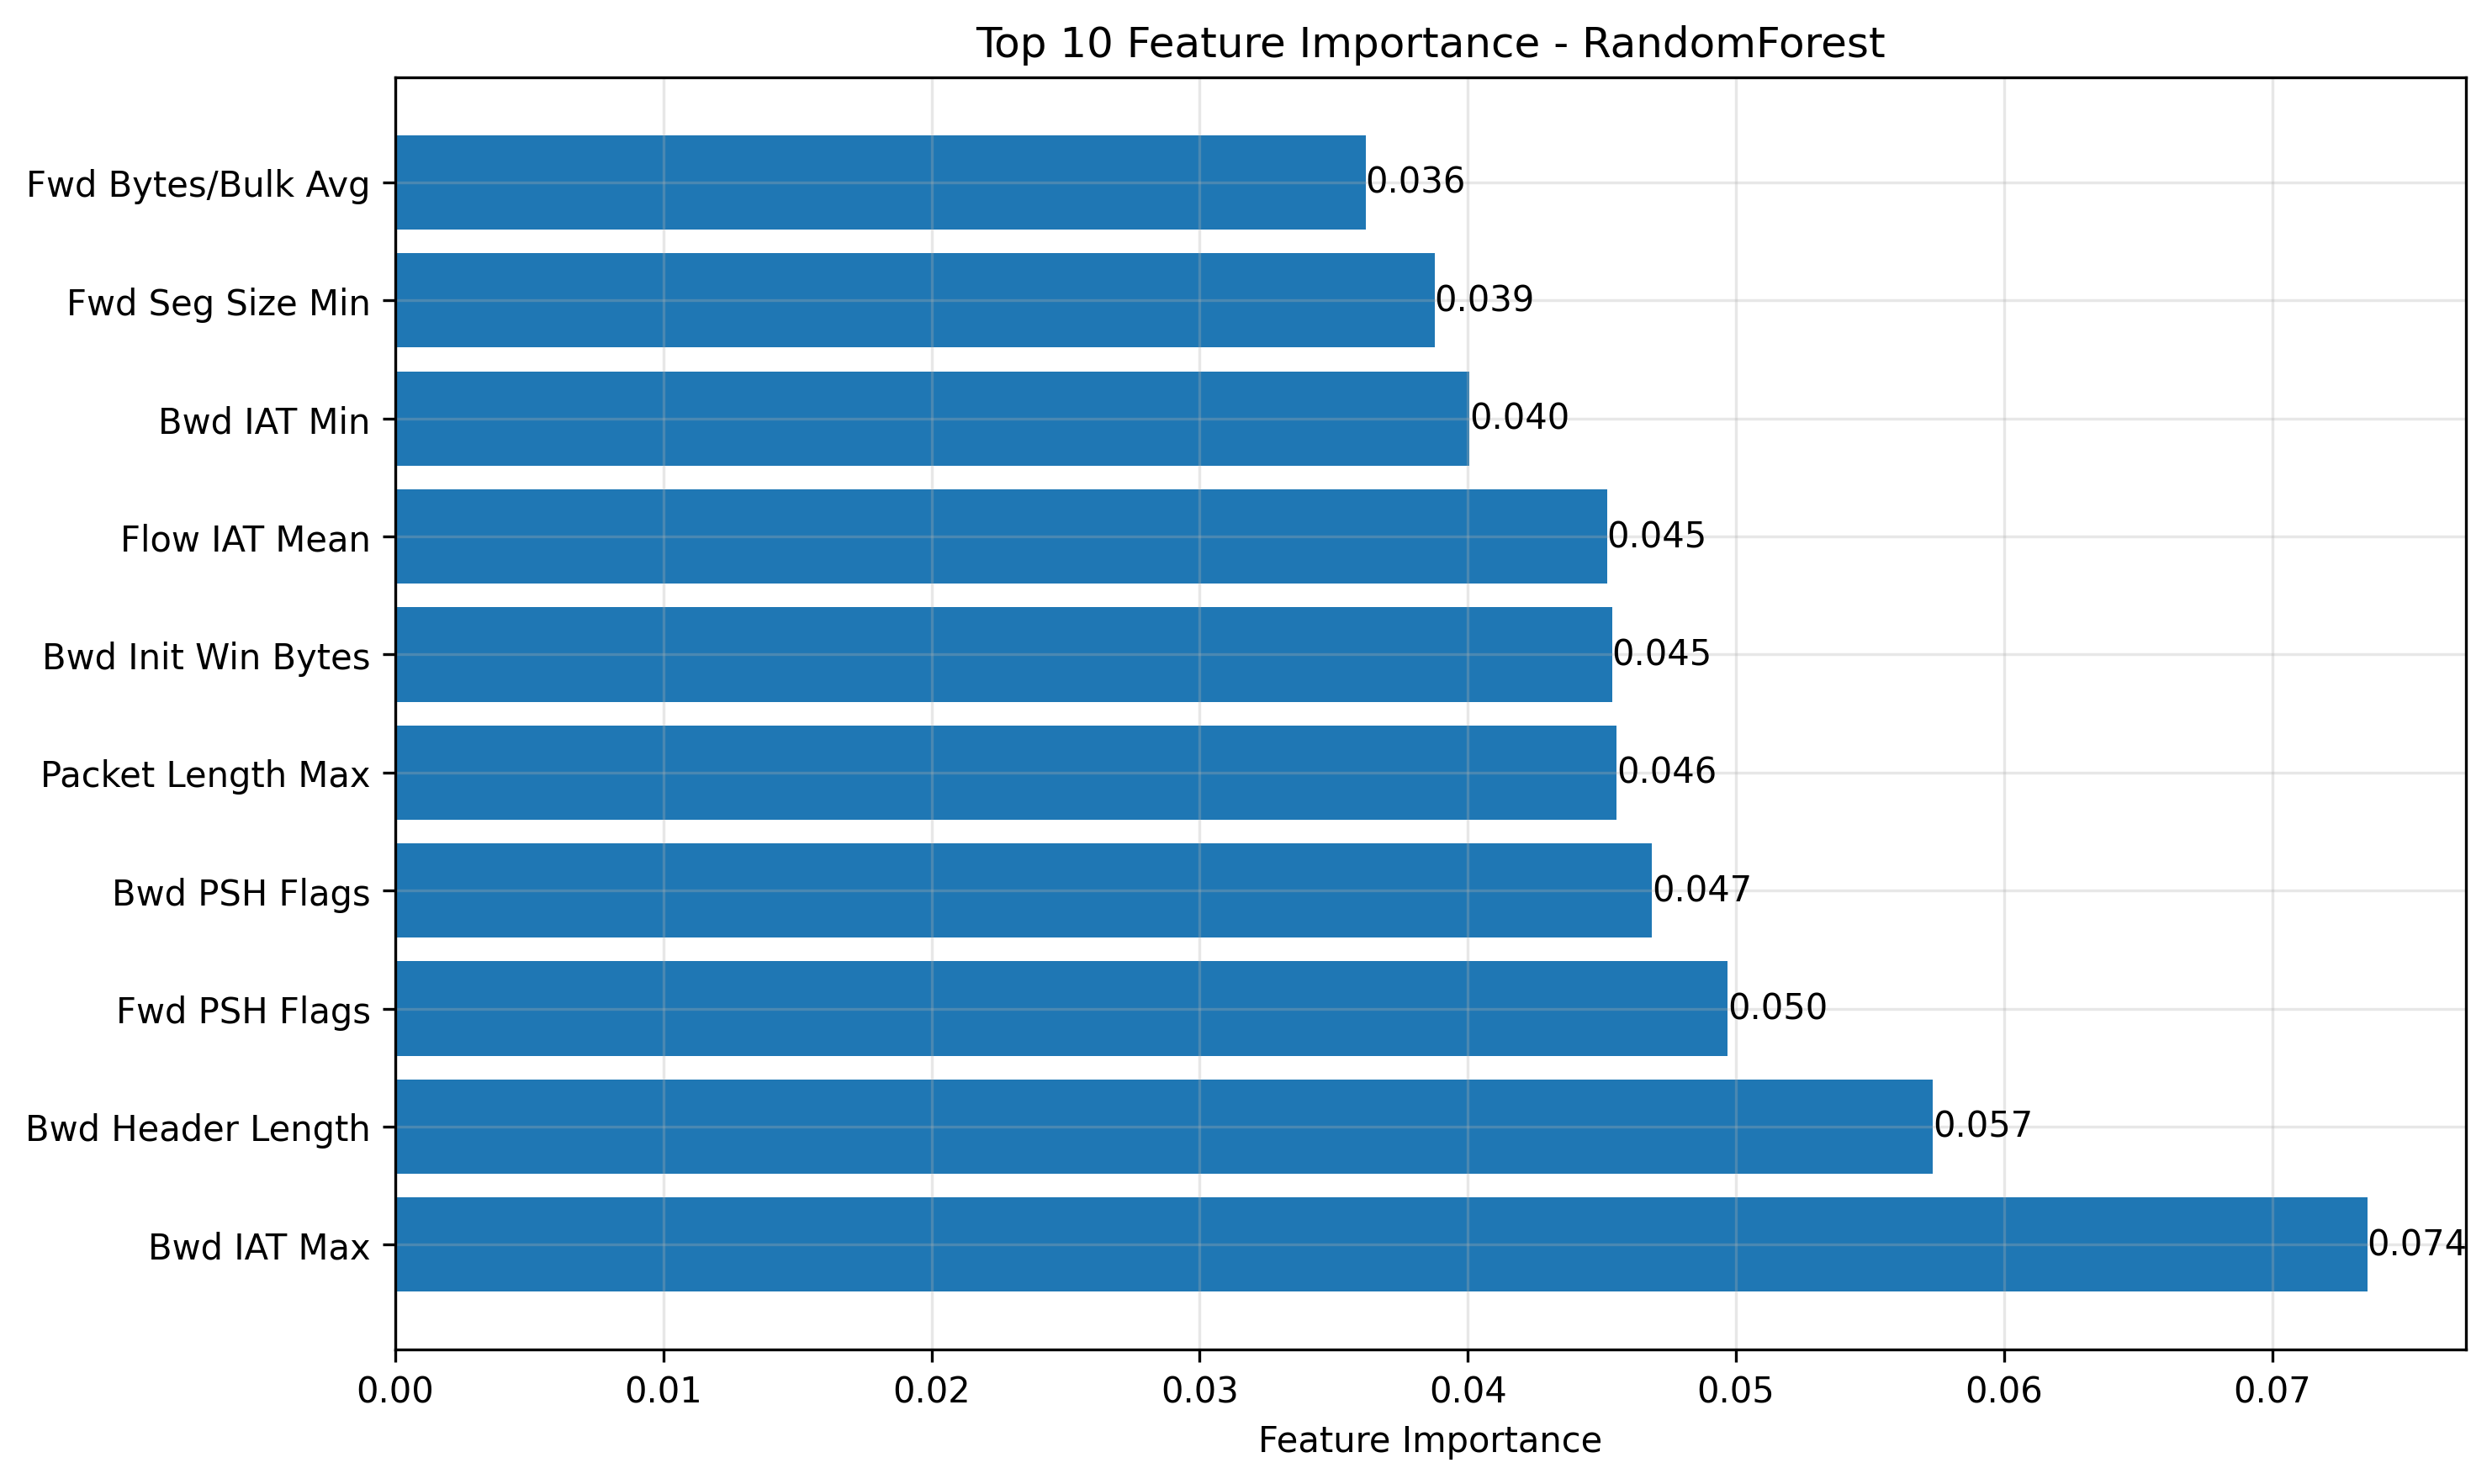 Top 10 Feature Importance - RandomForest
Fwd Bytes/Bulk Avg
0.036
Fwd Seg Size Min
0.039
Bwd IAT Min
0.040
Flow IAT Mean
0.045
Bwd Init Win Bytes
0.045
Packet Length Max
0.046
Bwd PSH Flags
0.047
Fwd PSH Flags
0.050
Bwd Header Length
0.057
Bwd IAT Max
0.074
0.00 0.01 0.02 0.03 0.04 0.05 0.06 0.07
Feature Importance